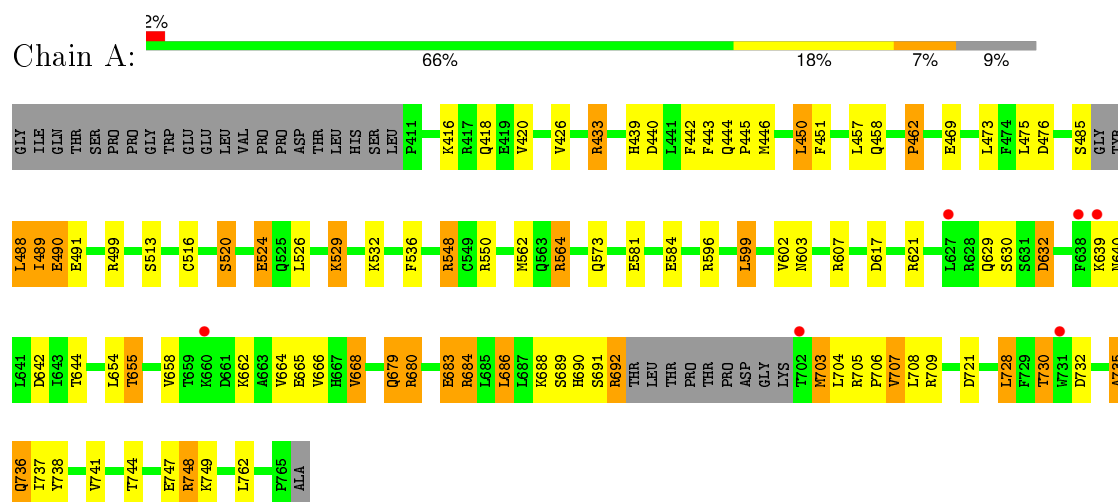 2%
Chain A:
66% 18% 7% 9%
GLY ILE GLN THR SER PRO PRO GLY TRP GLU GLU LEU VAL PRO PRO ASP THR LEU HIS SER LEU P411 K416 R417 Q418 E419 V420 V426 R433 H439 D440 L441 F442 F443 Q444 P445 M446 L450 F451 L457 Q458 P462 E469 L473 F474 L475 D476 S485 GLY TYR
L488 I489 E490 E491 R499 S513 C516 S520 E524 Q525 L526 K529 K532 F536 R548 C549 R550 M562 Q563 R564 Q573 E581 E584 R596 L599 V602 N603 R607 D617 R621 L627 R628 Q629 S630 S631 D632 F638 K639 N640
L641 D642 I643 T644 L654 T655 V658 T659 K660 D661 K662 A663 V664 E665 V666 H667 V668 Q679 R680 E683 R684 L685 L686 L687 K688 S689 H690 S691 R692 THR LEU THR PRO THR PRO ASP GLY LYS T702 M703 L704 R705 P706 V707 L708 R709 D721 L728 F729 T730 W731 D732 A735
Q736 I737 Y738 V741 T744 E747 R748 K749 L762 P765 ALA